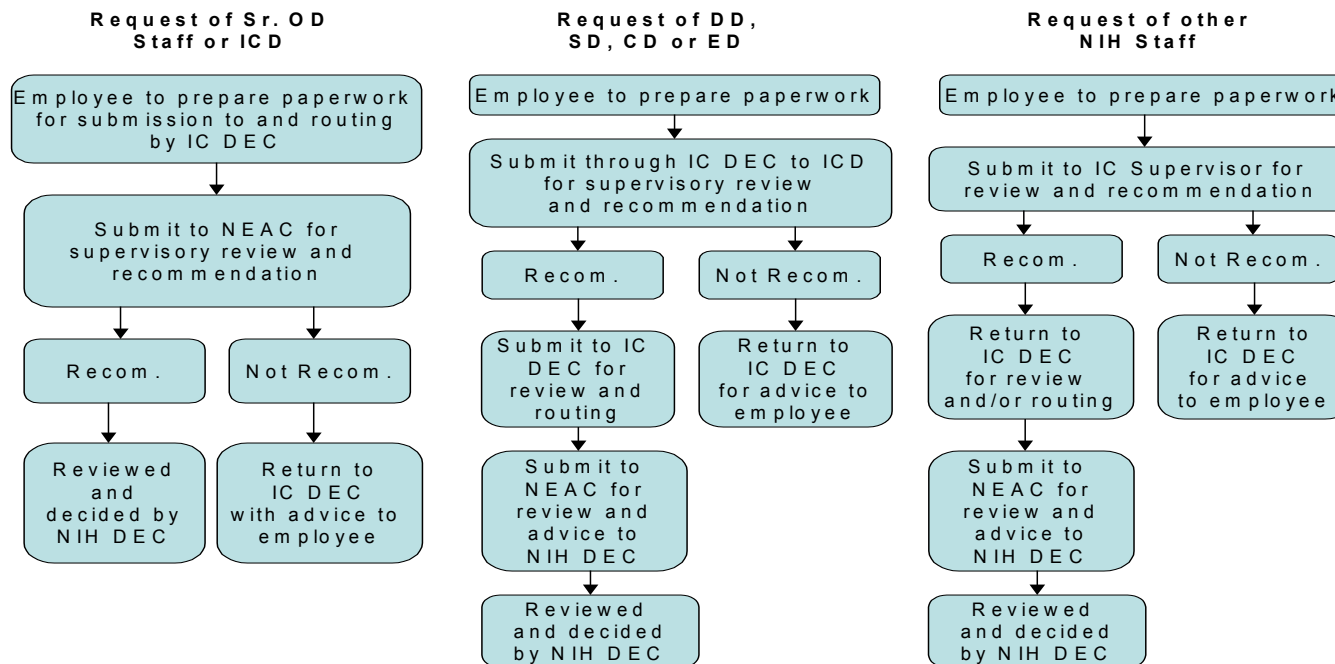 Request of Sr. OD
Staff or ICD
Employee to prepare paperwork
for submission to and routing
by IC DEC
Submit to NEAC for
supervisory review and
recommendation
Recom.
Not Recom.
Reviewed
and
decided by
NIH DEC
Return to
IC DEC
with advice to
employee
Request of DD,
SD, CD or ED
Employee to prepare paperwork
Submit through IC DEC to ICD
for supervisory review
and recommendation
Recom.
Not Recom.
Submit to IC
DEC for
review and
routing
Return to
IC DEC
for advice to
employee
Submit to
NEAC for
review and
advice to
NIH DEC
Reviewed
and decided
by NIH DEC
Request of other
NIH Staff
Employee to prepare paperwork
Submit to IC Supervisor for
review and recommendation
Recom.
Not Recom.
Return to
IC DEC
for review
and/or routing
Return to
IC DEC
for advice
to employee
Submit to
NEAC for
review and
advice to
NIH DEC
Reviewed
and decided
by NIH DEC